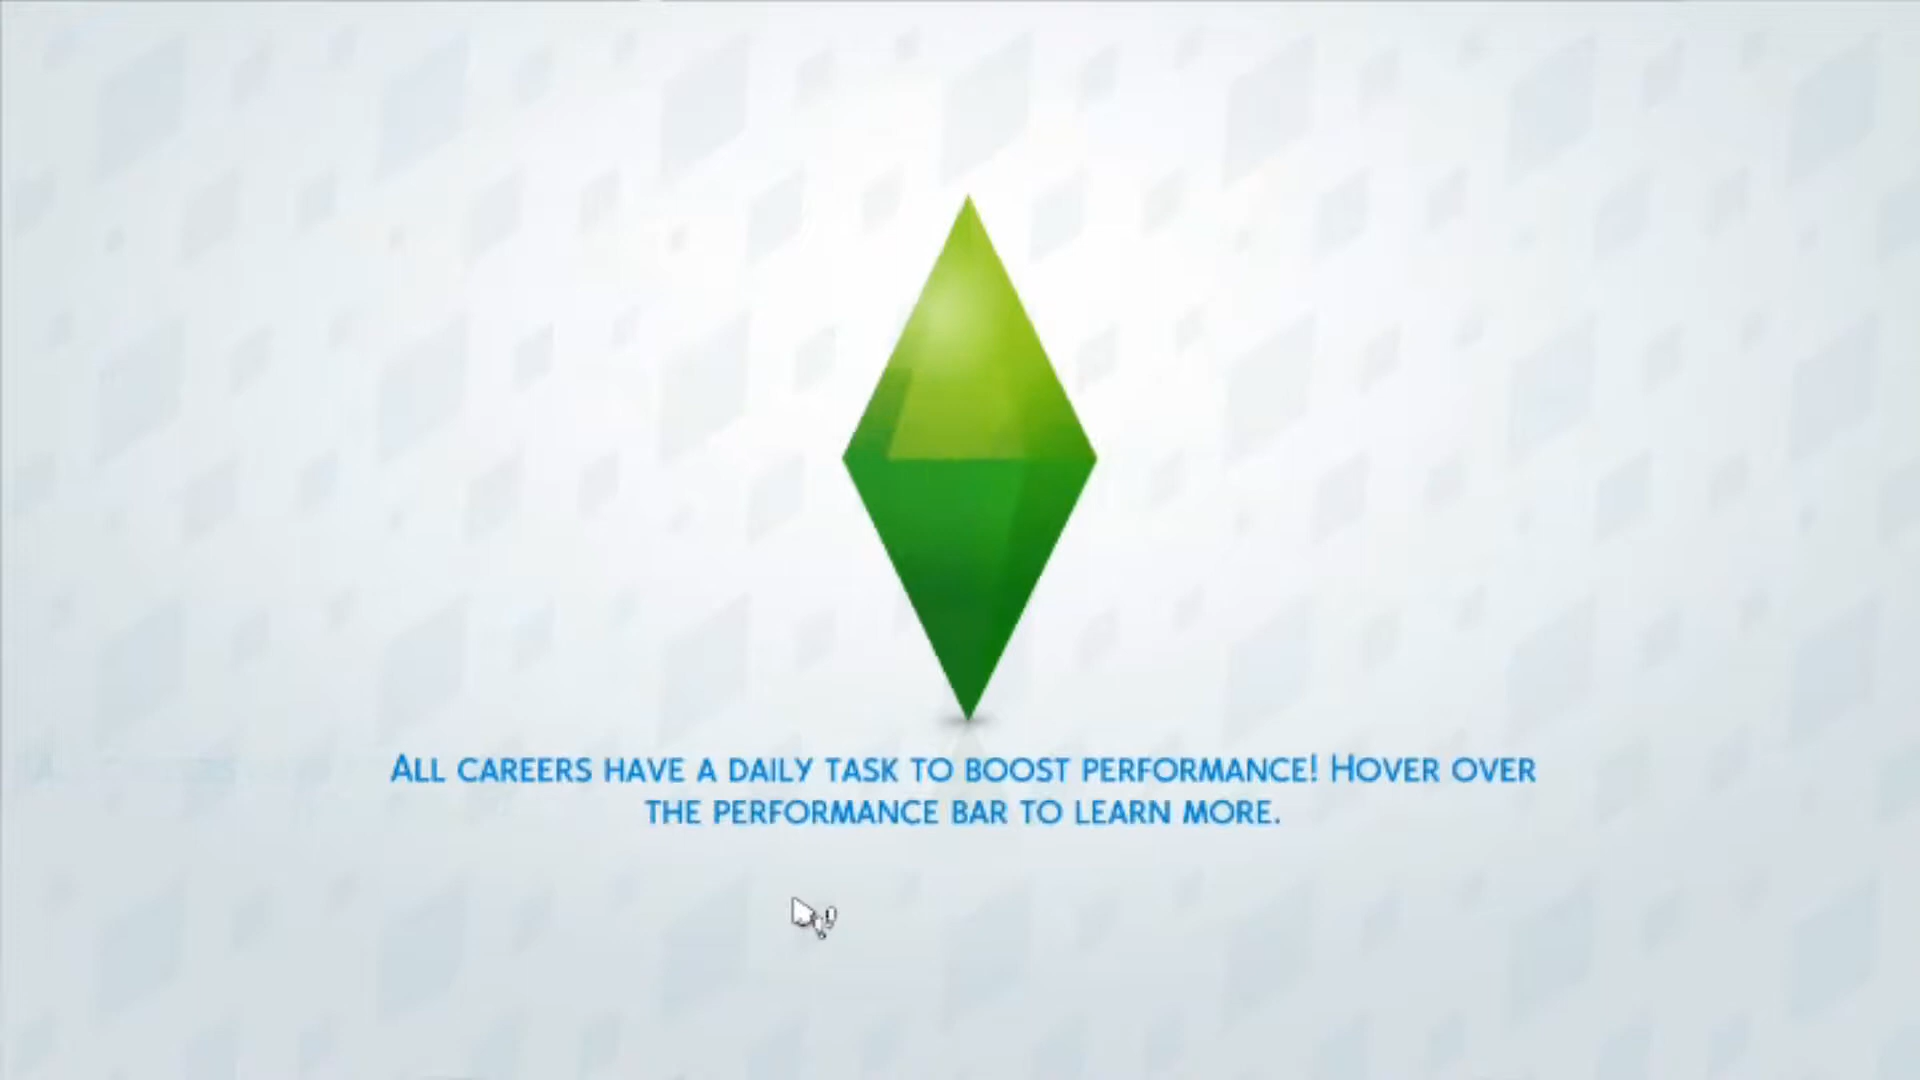 All careers have a daily task to boost performance! Hover over
the performance bar to learn more.